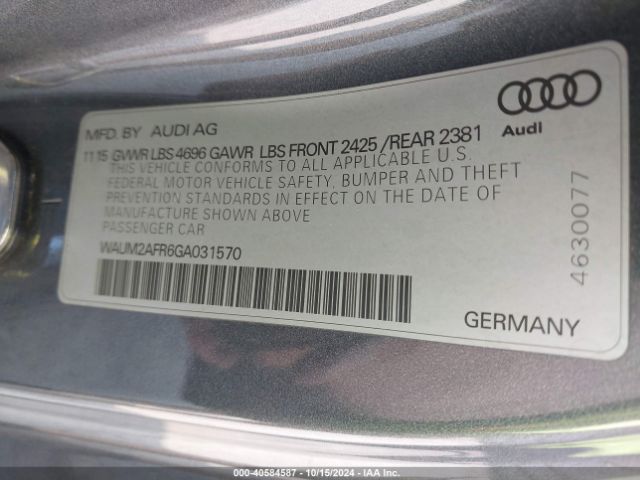 MFD. BY AUDI AG
11 15 GVWR LBS 4696 GAWR LBS FRONT 2425 /REAR 2381
THIS VEHICLE CONFORMS TO ALL APPLICABLE U.S.
FEDERAL MOTOR VEHICLE SAFETY, BUMPER AND THEFT
PREVENTION STANDARDS IN EFFECT ON THE DATE OF
MANUFACTURE SHOWN ABOVE
PASSENGER CAR
WAUM2AFR6GA031570
Audi
4630077
GERMANY
000-40584587 - 10/15/2024 - IAA Inc.